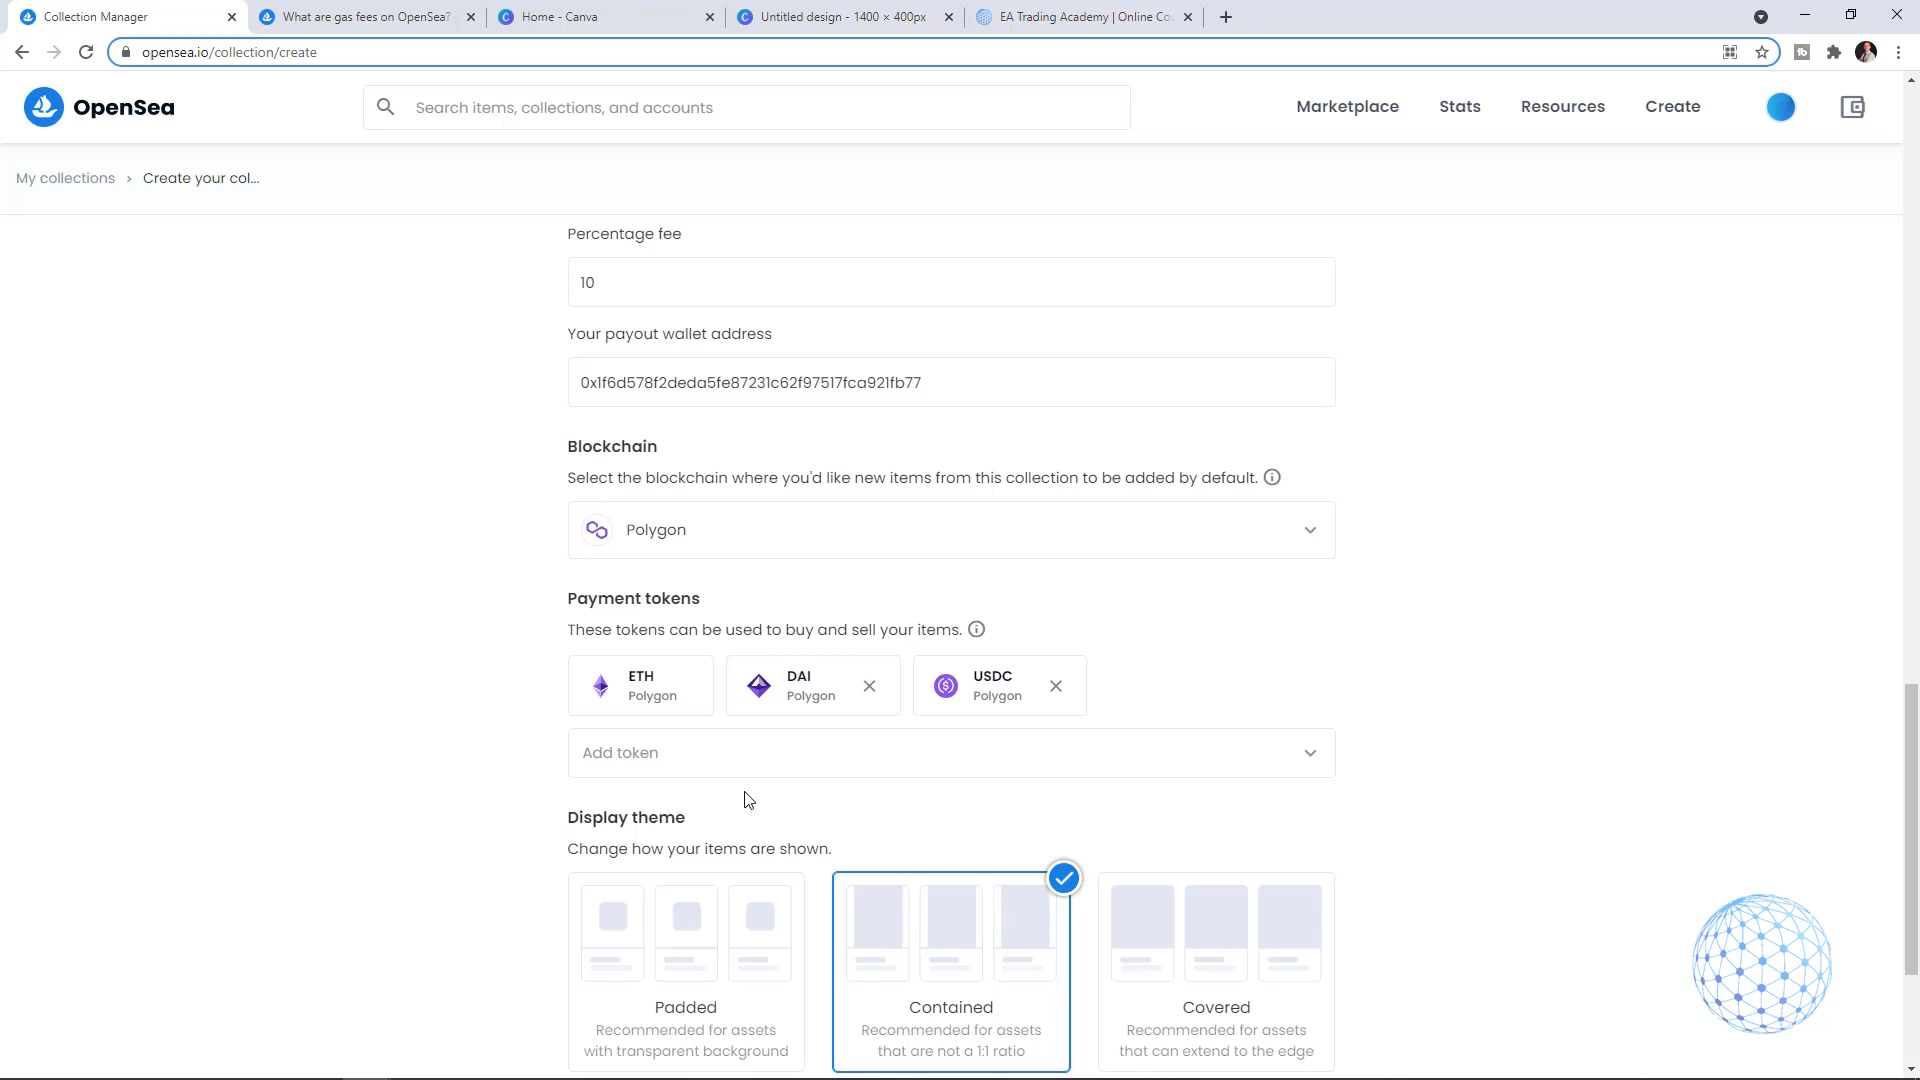 Collection Manager
What are gas fees on OpenSea?
Home - Canva
Untitled design - 1400 × 400px
EA Trading Academy | Online Co
opensea.io/collection/create
OpenSea
Search items, collections, and accounts
Marketplace
Stats
Resources
Create
My collections > Create your col...
Percentage fee
10
Your payout wallet address
0x1f6d578f2deda5fe87231c62f97517fca921fb77
Blockchain
Select the blockchain where you'd like new items from this collection to be added by default.
Polygon
Payment tokens
These tokens can be used to buy and sell your items.
ETH
Polygon
DAI
Polygon
USDC
Polygon
Add token
Display theme
Change how your items are shown.
Padded
Recommended for assets
with transparent background
Contained
Recommended for assets
that are not a 1:1 ratio
Covered
Recommended for assets
that can extend to the edge